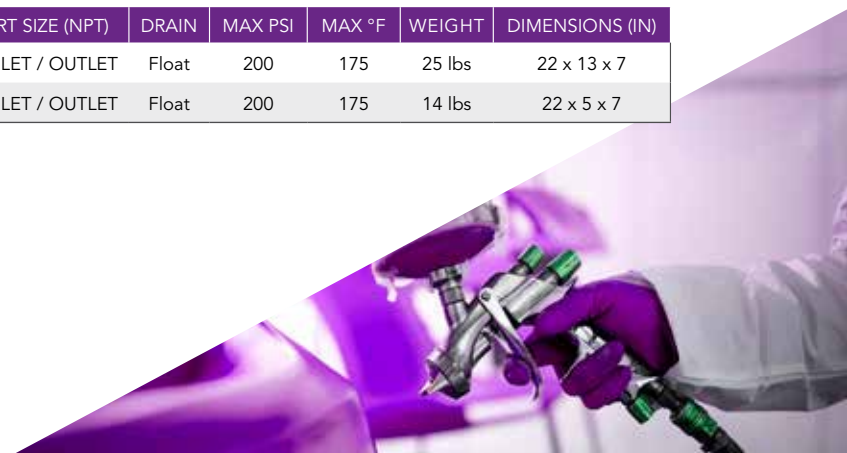 RT SIZE (NPT) DRAIN MAX PSI MAX °F WEIGHT DIMENSIONS (IN)
LET / OUTLET Float 200 175 25 lbs 22 x 13 x 7
LET / OUTLET Float 200 175 14 lbs 22 x 5 x 7